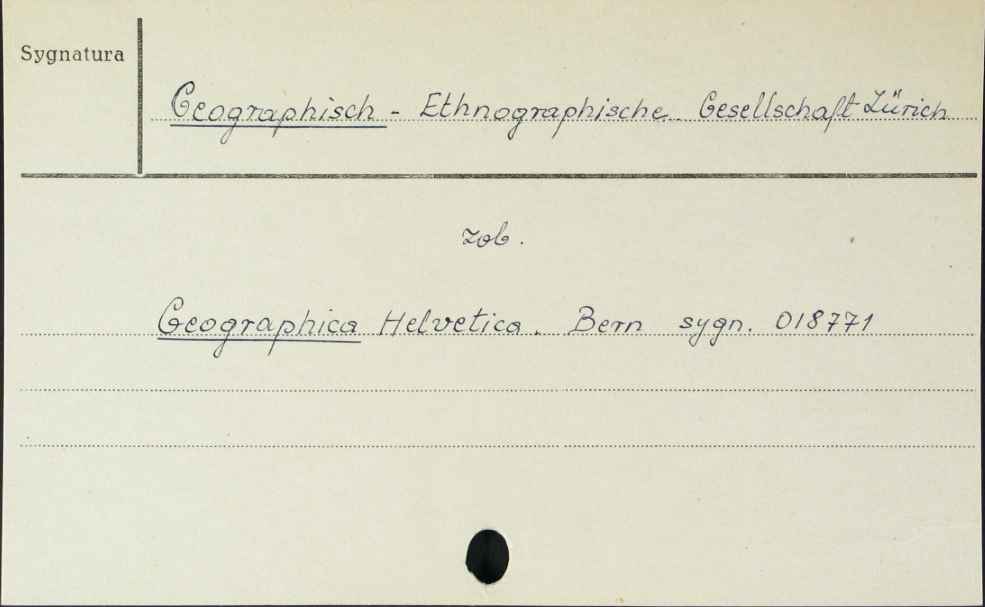 Sygnatura
Geographisch - Ethnographische Gesellschaft Zürich
zob.
Geographica Helvetica. Bern sygn. 018771